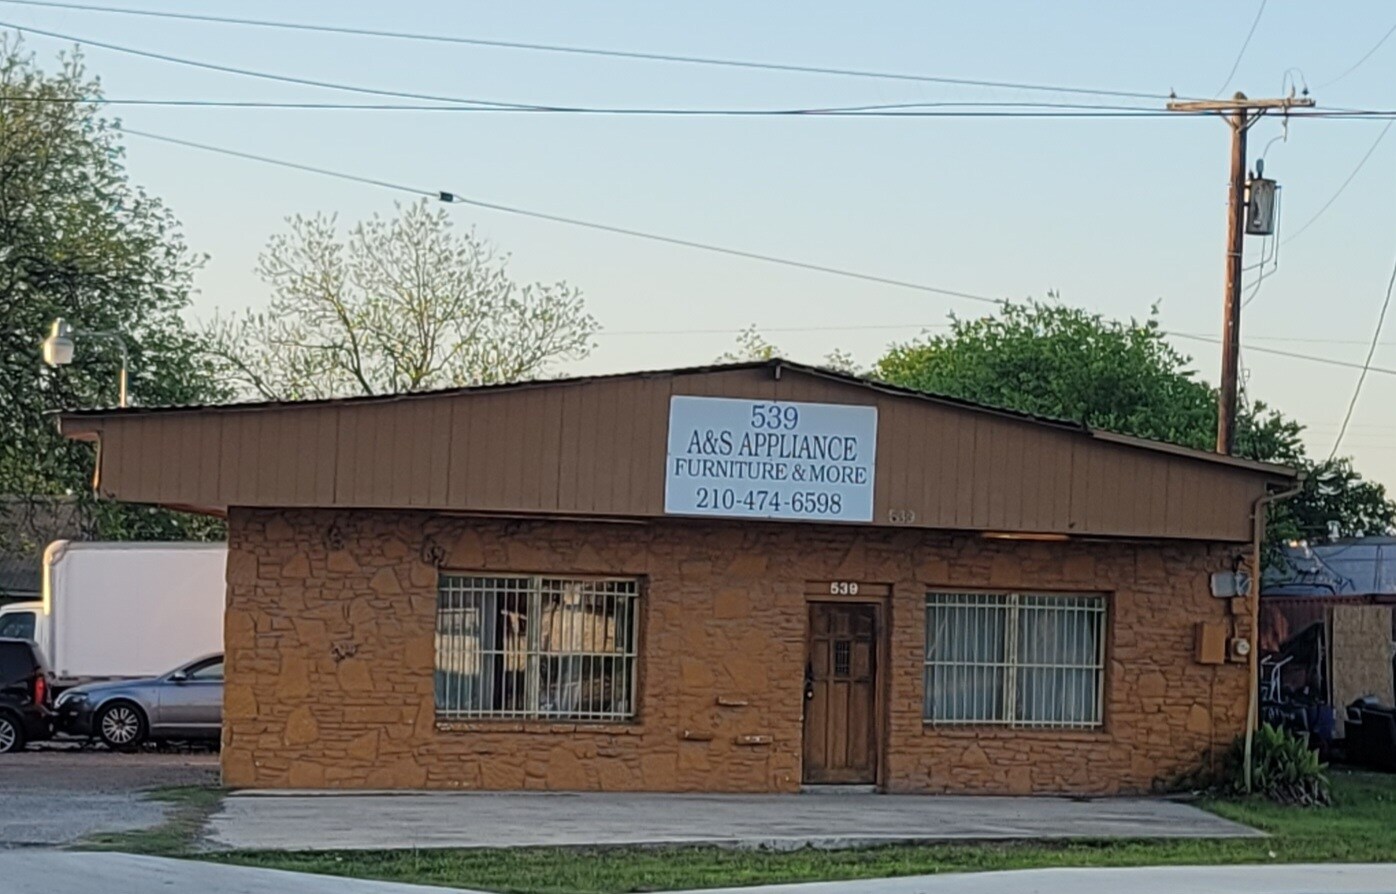 539
A&S APPLIANCE
FURNITURE & MORE
210-474-6598
539
539